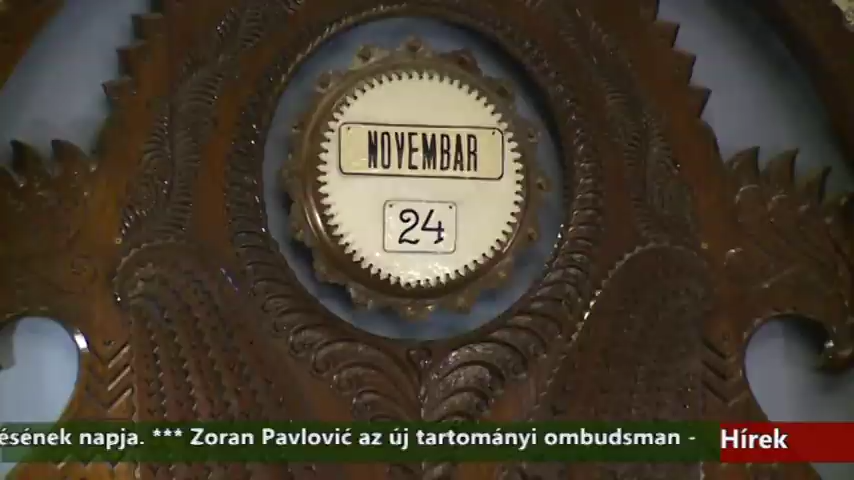 NOVEMBAR
24
ésének napja. *** Zoran Pavlović az új tartományi ombudsman -
Hírek